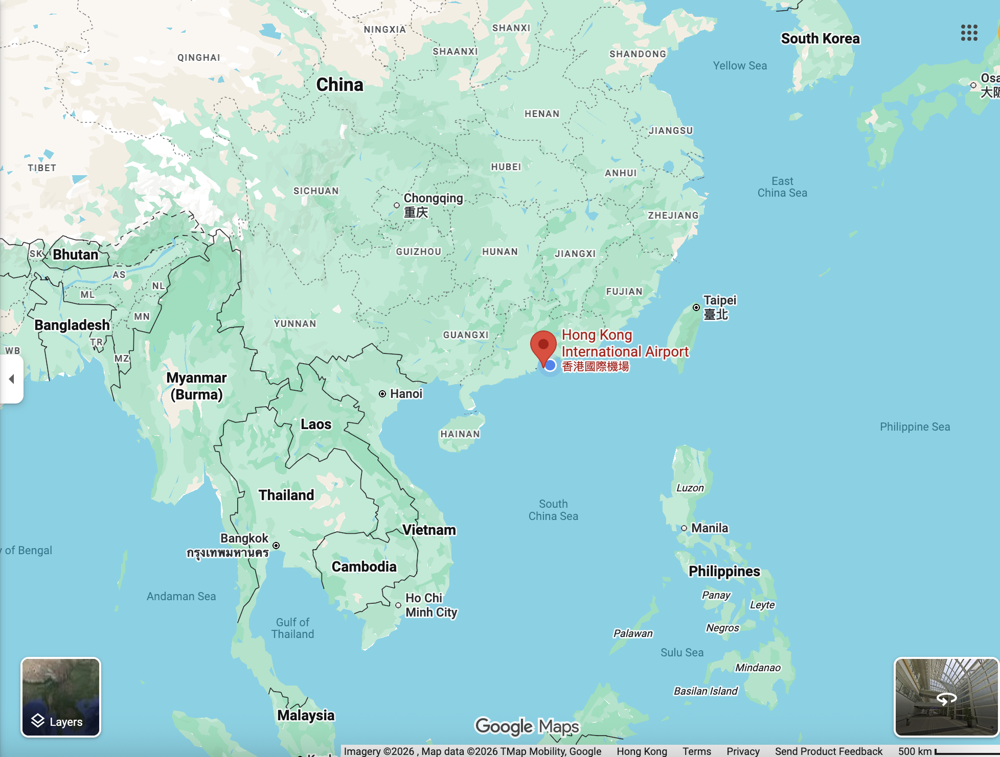 NINGXIA
SHANXI
South Korea
QINGHAI
SHAANXI
SHANDONG
Yellow Sea
China
大阪
HENAN
JIANGSU
TIBET
HUBEI
ANHUI
East
China Sea
SICHUAN
Chongqing
重庆
ZHEJIANG
SK
Bhutan
GUIZHOU
HUNAN
JIANGXI
AS
NL
ML
FUJIAN
Taipei
臺北
MN
Bangladesh
YUNNAN
TR
GUANGXI
Hong Kong
International Airport
香港國際機場
WB
MZ
Myanmar
(Burma)
Hanoi
Laos
HAINAN
Philippine Sea
Luzon
Thailand
South
China Sea
Vietnam
Manila
Bangkok
กรุงเทพมหานคร
of Bengal
Cambodia
Philippines
Andaman Sea
Ho Chi
Minh City
Panay
Leyte
Gulf of
Thailand
Negros
Palawan
Sulu Sea
Mindanao
Basilan Island
Malaysia
Layers
Google Maps
Imagery ©2026 , Map data ©2026 TMap Mobility, Google Hong Kong Terms Privacy Send Product Feedback 500 km